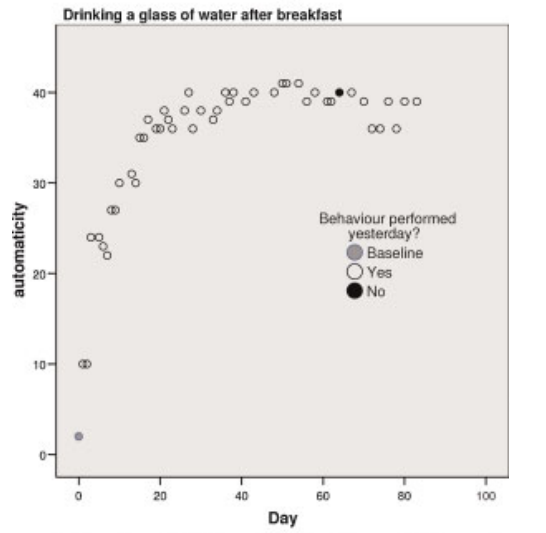 Drinking a glass of water after breakfast
40
30
20
10
0
automaticity
Behaviour performed
yesterday?
Baseline
Yes
No
0 20 40 60 80 100
Day